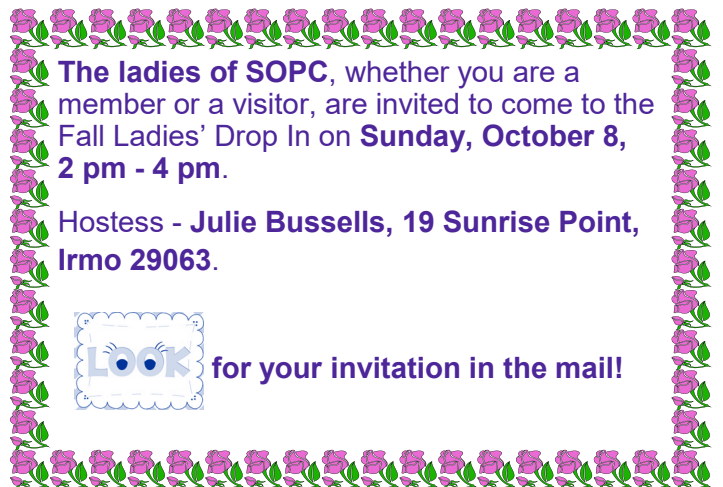 The ladies of SOPC, whether you are a
member or a visitor, are invited to come to the
Fall Ladies’ Drop In on Sunday, October 8,
2 pm - 4 pm.
Hostess - Julie Bussells, 19 Sunrise Point,
Irmo 29063.
LOOK for your invitation in the mail!